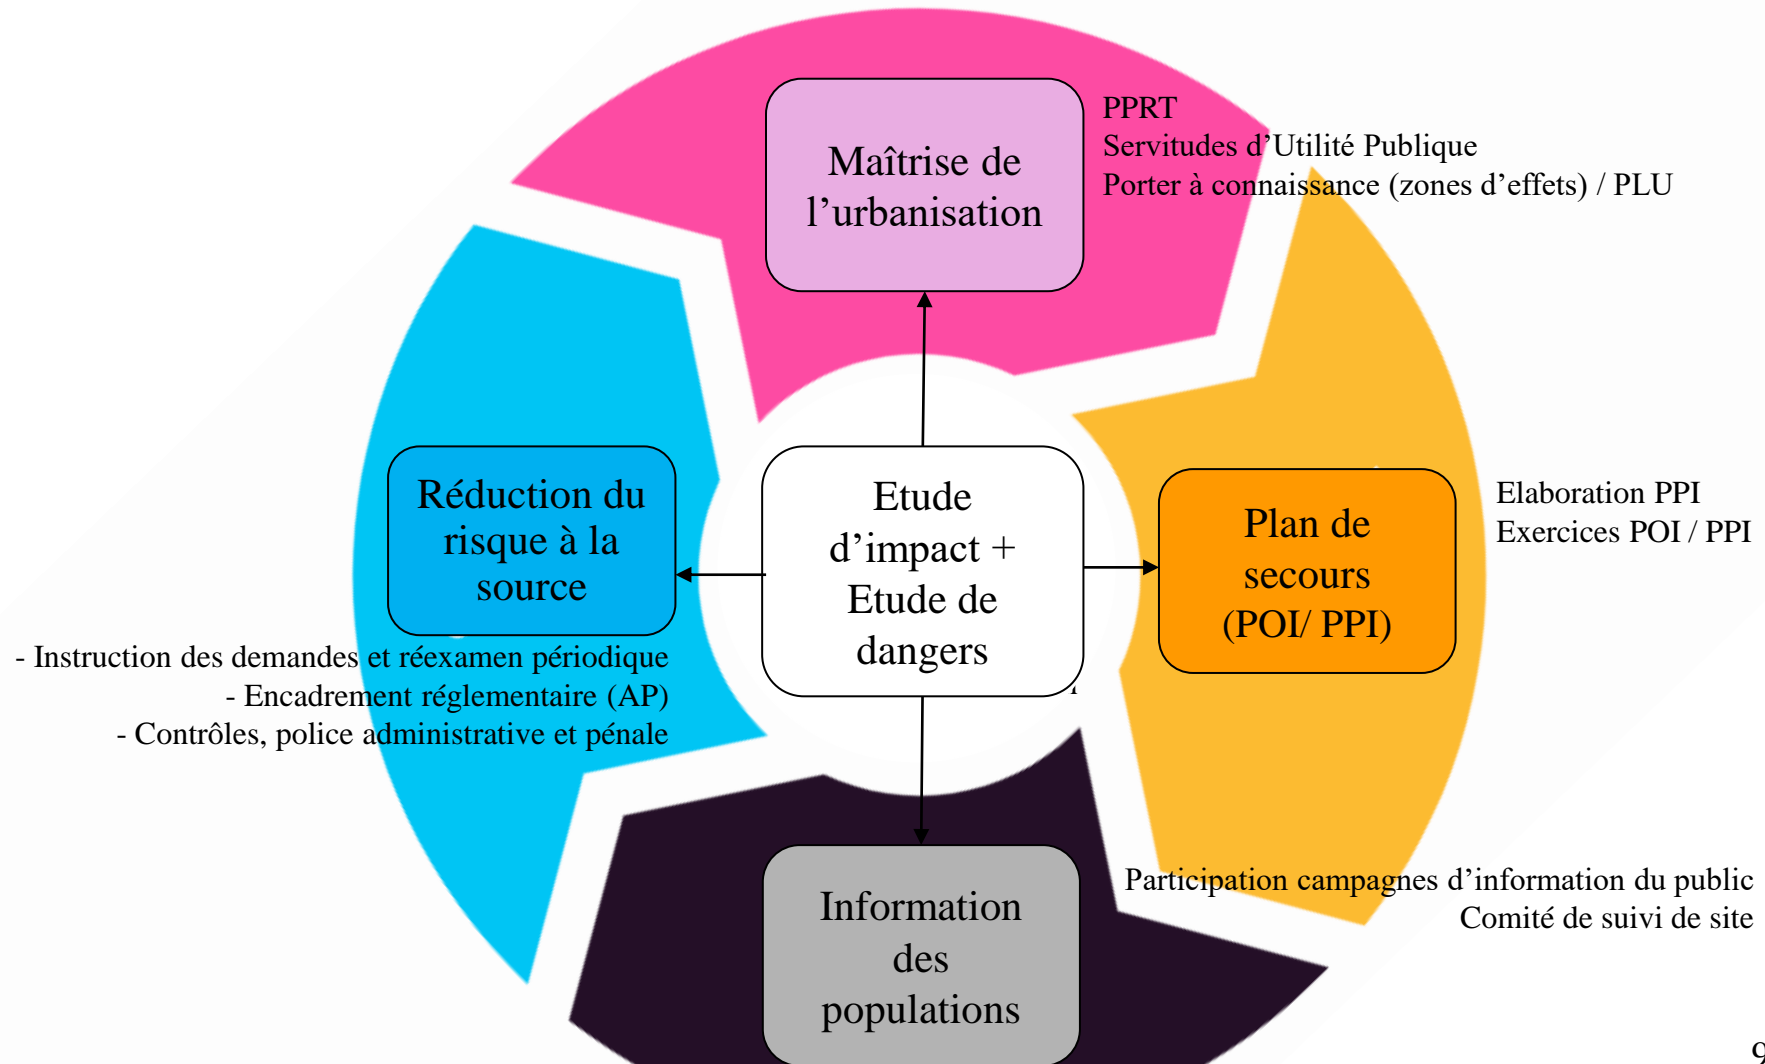 Maîtrise de
l’urbanisation
PPRT
Servitudes d’Utilité Publique
Porter à connaissance (zones d’effets) / PLU
Réduction du
risque à la
source
- Instruction des demandes et réexamen périodique
- Encadrement réglementaire (AP)
- Contrôles, police administrative et pénale
Etude
d’impact +
Etude de
dangers
Plan de
secours
(POI/ PPI)
Elaboration PPI
Exercices POI / PPI
Information
des
populations
Participation campagnes d’information du public
Comité de suivi de site
9